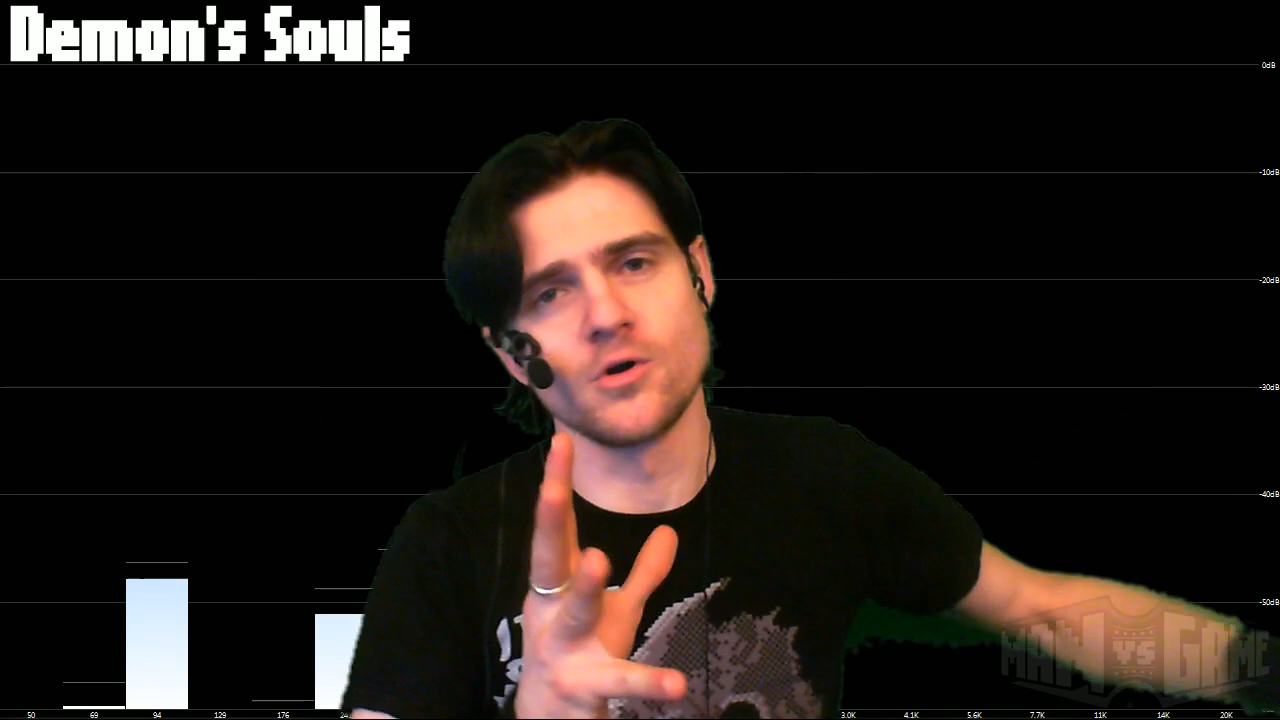 Demon's Souls
0dB
-10dB
-20dB
-30dB
-40dB
-50dB
MAN VS GAME
50 69 94 129 176 24 3.0K 4.1K 5.6K 7.7K 11K 14K 20K